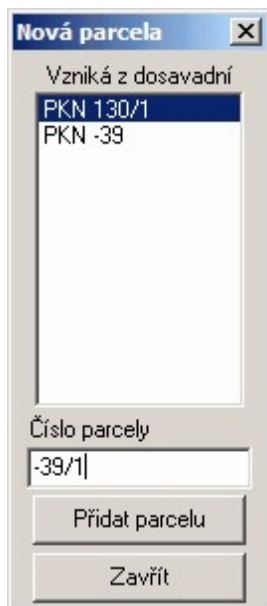 Nová parcela
Vzniká z dosavadní
PKN 130/1
PKN -39
Číslo parcely
-39/1
Přidat parcelu
Zavřít